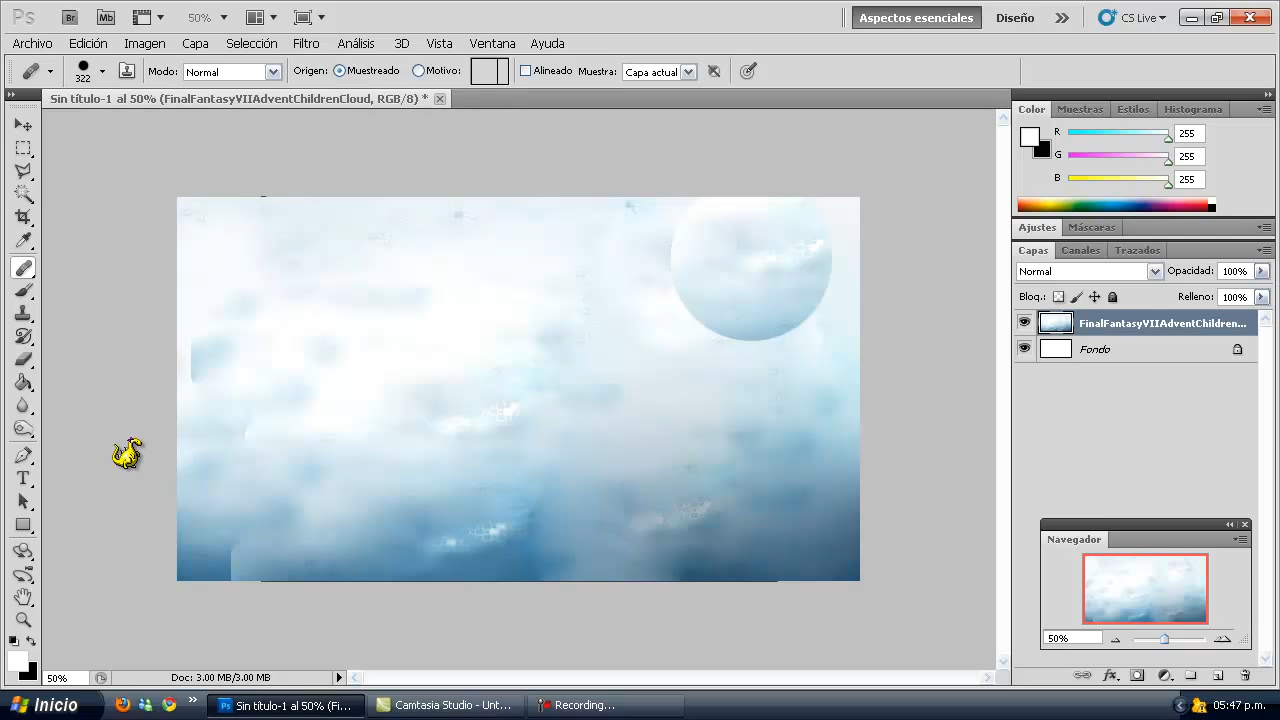 Ps Br Mb 50% Aspectos esenciales Diseño CS Live
Archivo Edición Imagen Capa Selección Filtro Análisis 3D Vista Ventana Ayuda
322 Modo: Normal Origen: Muestreado Motivo: Alineado Muestra: Capa actual
Sin título-1 al 50% (FinalFantasyVIIAdventChildrenCloud, RGB/8) *
Color Muestras Estilos Histograma
R 255
G 255
B 255
Ajustes Máscaras
Capas Canales Trazados
Normal Opacidad: 100%
Bloq.: Relleno: 100%
FinalFantasyVIIAdventChildren...
Fondo
Navegador
50%
50% Doc: 3.00 MB/3.00 MB
Inicio Sin título-1 al 50% (Fi... Camtasia Studio - Unt... Recording... 05:47 p.m.